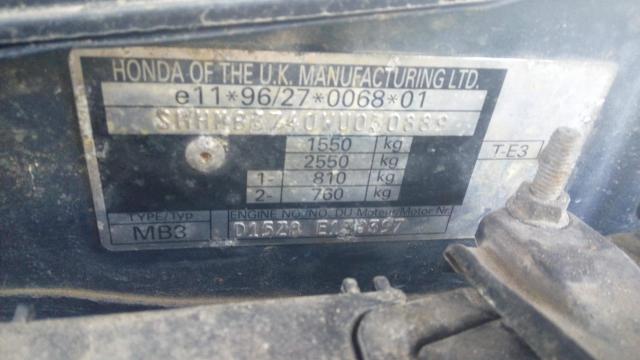 HONDA OF THE U.K. MANUFACTURING LTD.
e11*96/27*0068*01
1550 kg
2550 kg
T-E3
1- 810 kg
2- 760 kg
TYPE/TYP ENGINE NO./NO. DU Moteur/Motor Nr.
MB3 D15Z8